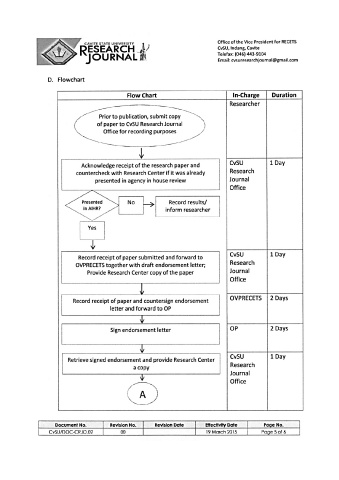 CAVITE STATE UNIVERSITY
RESEARCH
JOURNAL
Office of the Vice President for RECETS
CvSU, Indang, Cavite
Telefax: (046) 443-9004
Email: cvsuresearchjournal@gmail.com
D. Flowchart
Flow Chart In-Charge Duration
Prior to publication, submit copy
of paper to CvSU Research Journal
Office for recording purposes
Researcher
Acknowledge receipt of the research paper and
countercheck with Research Center if it was already
presented in agency in house review
CvSU
Research
Journal
Office
1 Day
Presented
in AIHR?
No
Record results/
inform researcher
Yes
Record receipt of paper submitted and forward to
OVPRECETS together with draft endorsement letter;
Provide Research Center copy of the paper
CvSU
Research
Journal
Office
1 Day
Record receipt of paper and countersign endorsement
letter and forward to OP
OVPRECETS
2 Days
Sign endorsement letter
OP
2 Days
Retrieve signed endorsement and provide Research Center
a copy
CvSU
Research
Journal
Office
1 Day
A
Document No. Revision No. Revision Date Effectivity Date Page No.
CvSU/DOC-CRJO.02 00 19 March 2015 Page 5 of 6